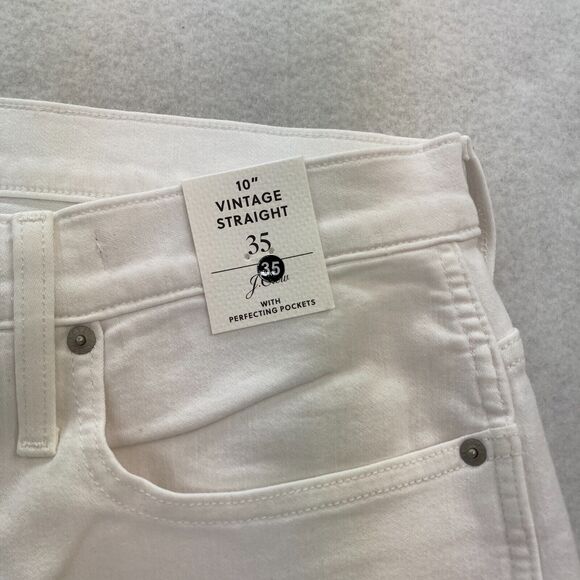 10"
VINTAGE
STRAIGHT
35
35
J.Crew
WITH
PERFECTING POCKETS